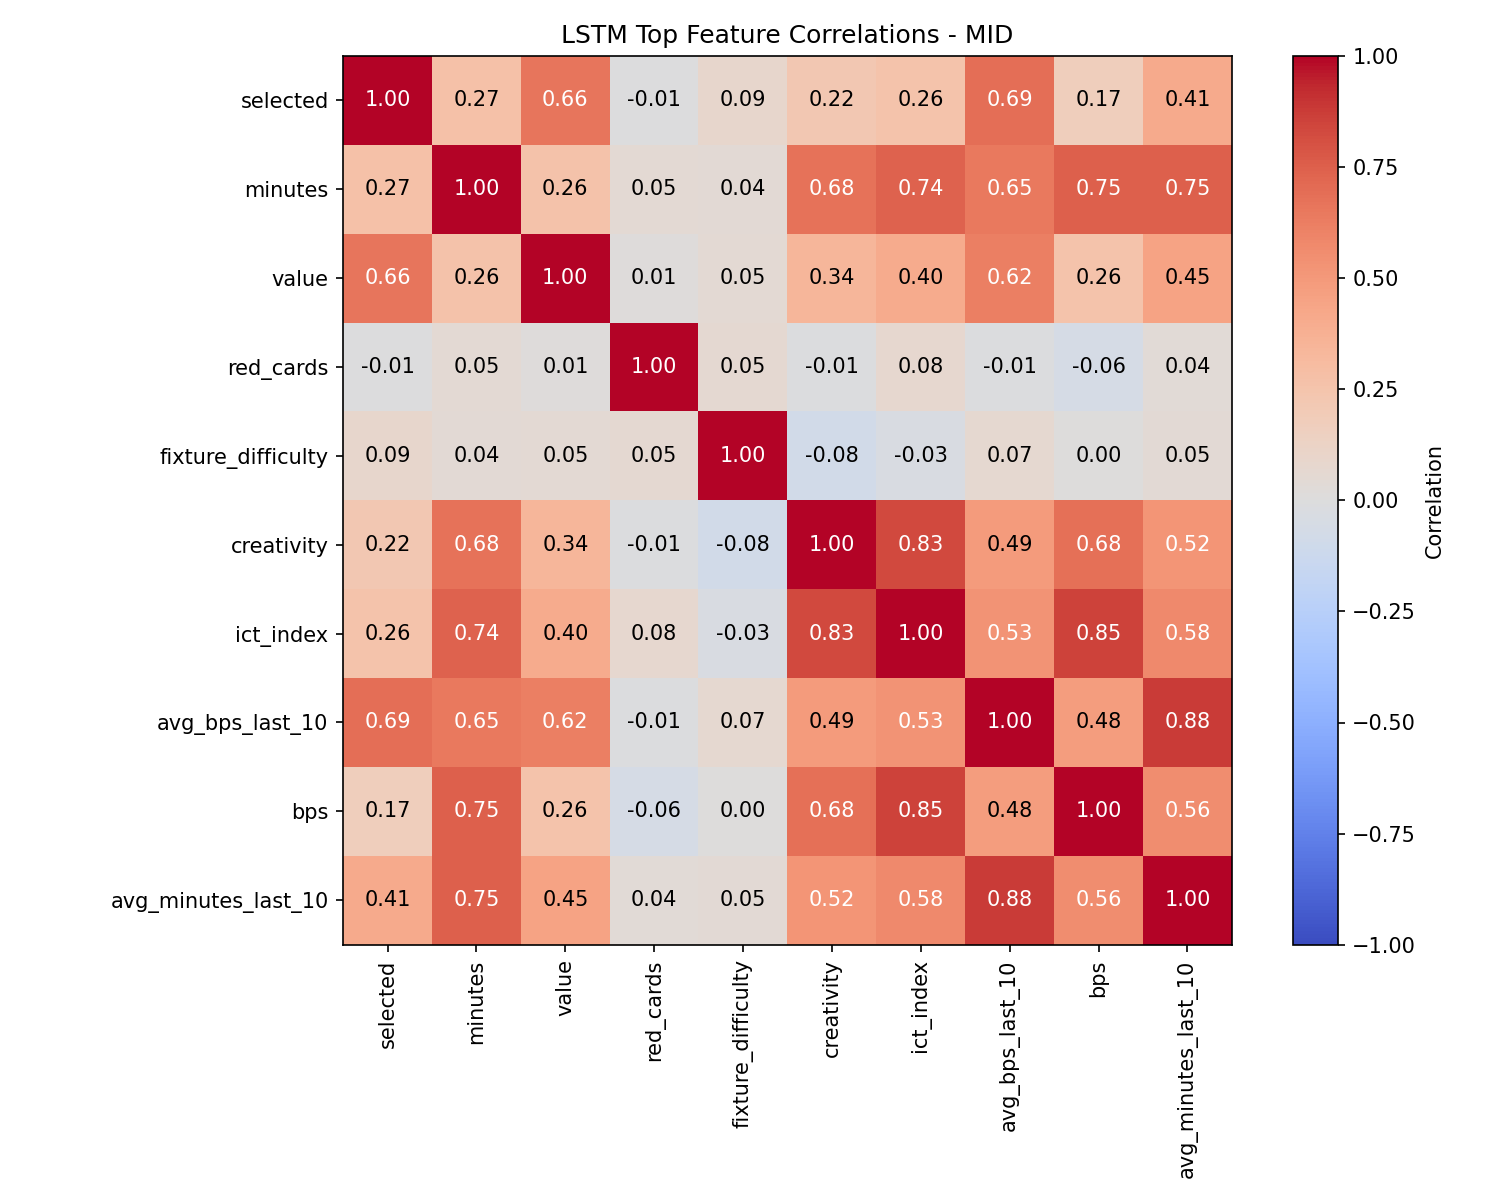 LSTM Top Feature Correlations - MID
selected 1.00 0.27 0.66 -0.01 0.09 0.22 0.26 0.69 0.17 0.41
minutes 0.27 1.00 0.26 0.05 0.04 0.68 0.74 0.65 0.75 0.75
value 0.66 0.26 1.00 0.01 0.05 0.34 0.40 0.62 0.26 0.45
red_cards -0.01 0.05 0.01 1.00 0.05 -0.01 0.08 -0.01 -0.06 0.04
fixture_difficulty 0.09 0.04 0.05 0.05 1.00 -0.08 -0.03 0.07 0.00 0.05
creativity 0.22 0.68 0.34 -0.01 -0.08 1.00 0.83 0.49 0.68 0.52
ict_index 0.26 0.74 0.40 0.08 -0.03 0.83 1.00 0.53 0.85 0.58
avg_bps_last_10 0.69 0.65 0.62 -0.01 0.07 0.49 0.53 1.00 0.48 0.88
bps 0.17 0.75 0.26 -0.06 0.00 0.68 0.85 0.48 1.00 0.56
avg_minutes_last_10 0.41 0.75 0.45 0.04 0.05 0.52 0.58 0.88 0.56 1.00
selected
minutes
value
red_cards
fixture_difficulty
creativity
ict_index
avg_bps_last_10
bps
avg_minutes_last_10
1.00
0.75
0.50
0.25
0.00
−0.25
−0.50
−0.75
−1.00
Correlation